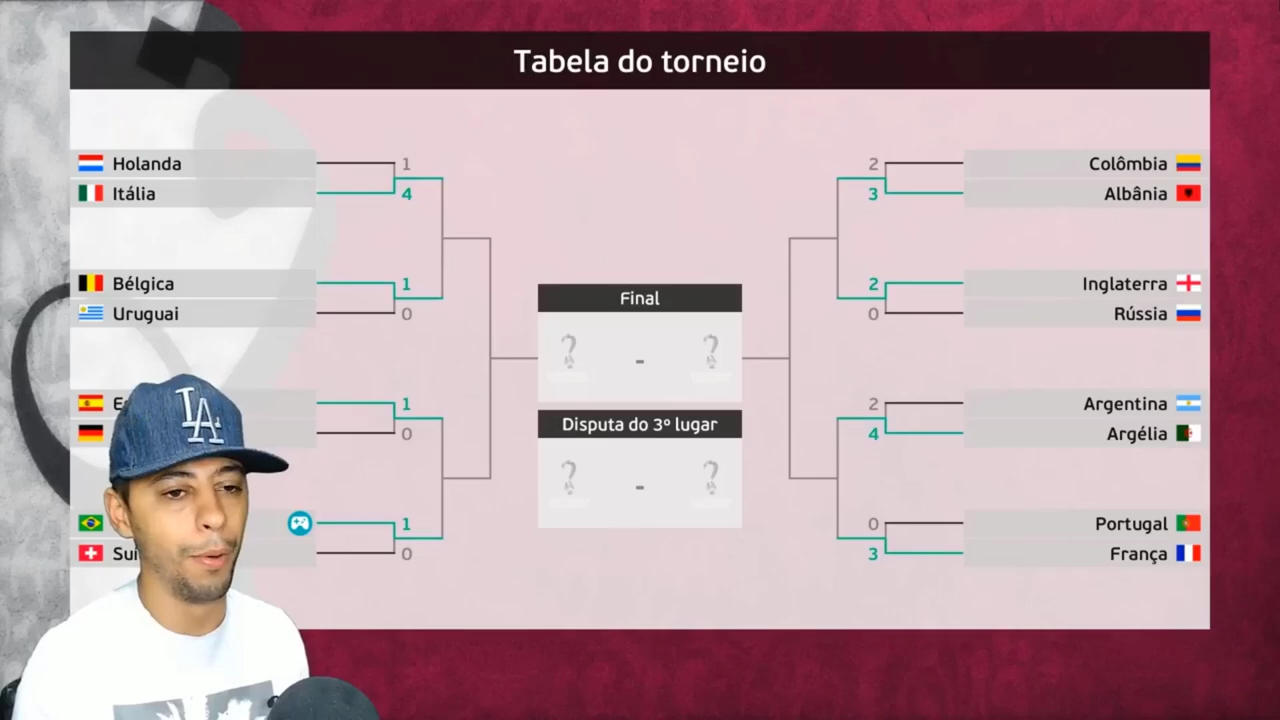 Tabela do torneio
Holanda 1
Itália 4
Bélgica 1
Uruguai 0
1
0
1
0
Final
-
Disputa do 3º lugar
-
2 Colômbia
3 Albânia
2 Inglaterra
0 Rússia
2 Argentina
4 Argélia
0 Portugal
3 França
LA